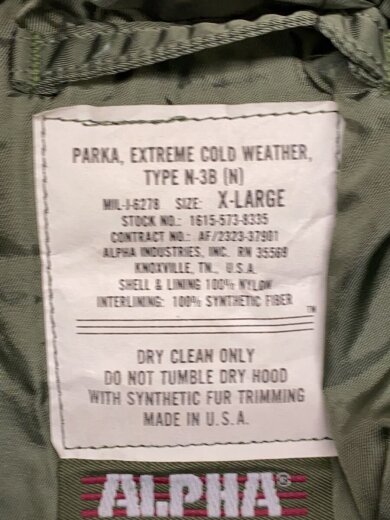 PARKA, EXTREME COLD WEATHER,
TYPE N-3B (N)
MIL-J-6278 SIZE: X-LARGE
STOCK NO.: 1615-573-8335
CONTRACT NO.: AF/2323-37901
ALPHA INDUSTRIES, INC. RN 35569
KNOXVILLE, TN., U.S.A.
SHELL & LINING 100% NYLON
INTERLINING: 100% SYNTHETIC FIBER
TM
DRY CLEAN ONLY
DO NOT TUMBLE DRY HOOD
WITH SYNTHETIC FUR TRIMMING
MADE IN U.S.A.
ALPHA®